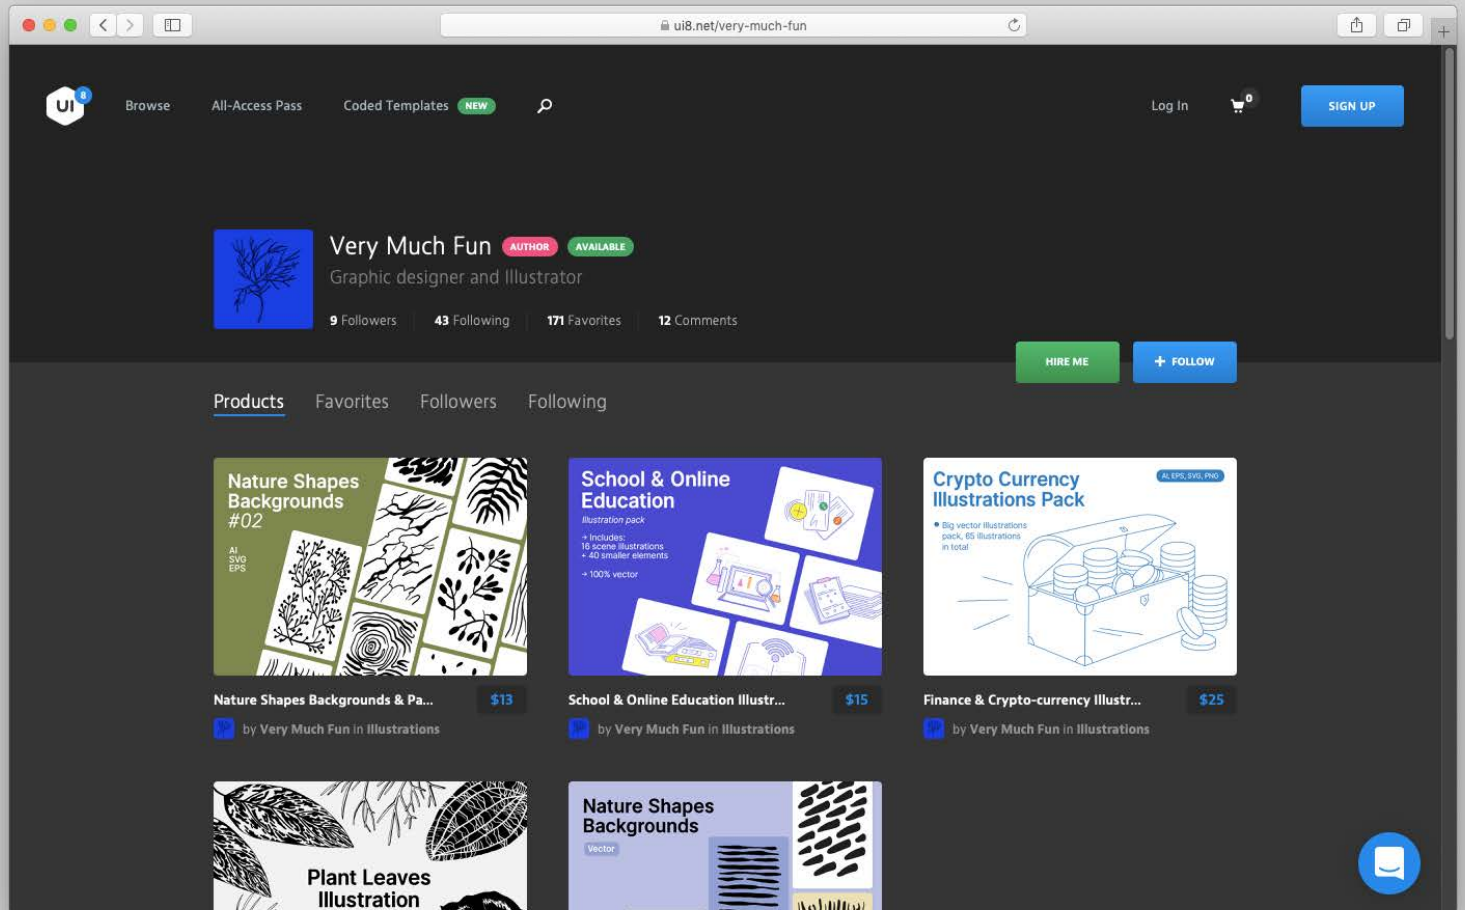 ui8.net/very-much-fun
UI 8
Browse
All-Access Pass
Coded Templates NEW
Log In
0
SIGN UP
Very Much Fun AUTHOR AVAILABLE
Graphic designer and Illustrator
9 Followers
43 Following
171 Favorites
12 Comments
HIRE ME
+ FOLLOW
Products
Favorites
Followers
Following
Nature Shapes
Backgrounds
#02
AI
SVG
EPS
School & Online
Education
Illustration pack
→ Includes:
16 scene illustrations
+ 40 smaller elements
→ 100% vector
Crypto Currency
Illustrations Pack
AI, EPS, SVG, PNG
Big vector illustrations
pack, 65 illustrations
in total
Nature Shapes Backgrounds & Pa... $13
by Very Much Fun in Illustrations
School & Online Education Illustr... $15
by Very Much Fun in Illustrations
Finance & Crypto-currency Illustr... $25
by Very Much Fun in Illustrations
Plant Leaves
Illustration
Nature Shapes
Backgrounds
Vector